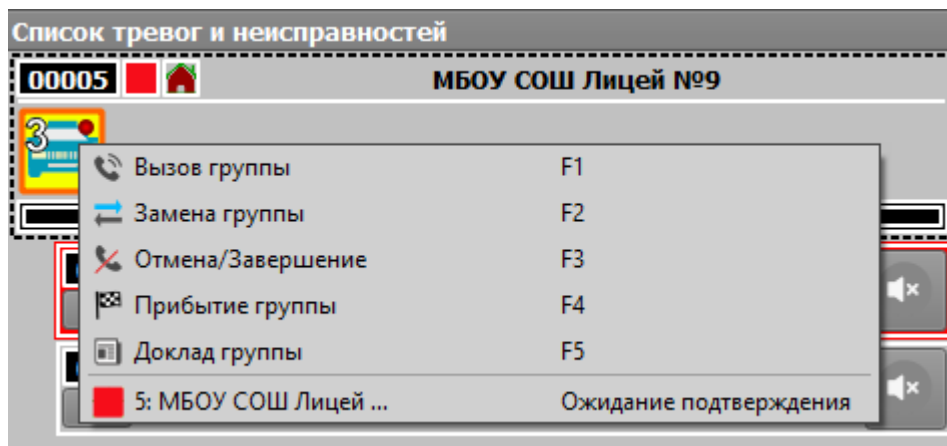 Список тревог и неисправностей
00005 МБОУ СОШ Лицей №9
3
Вызов группы F1
Замена группы F2
Отмена/Завершение F3
Прибытие группы F4
Доклад группы F5
5: МБОУ СОШ Лицей ... Ожидание подтверждения